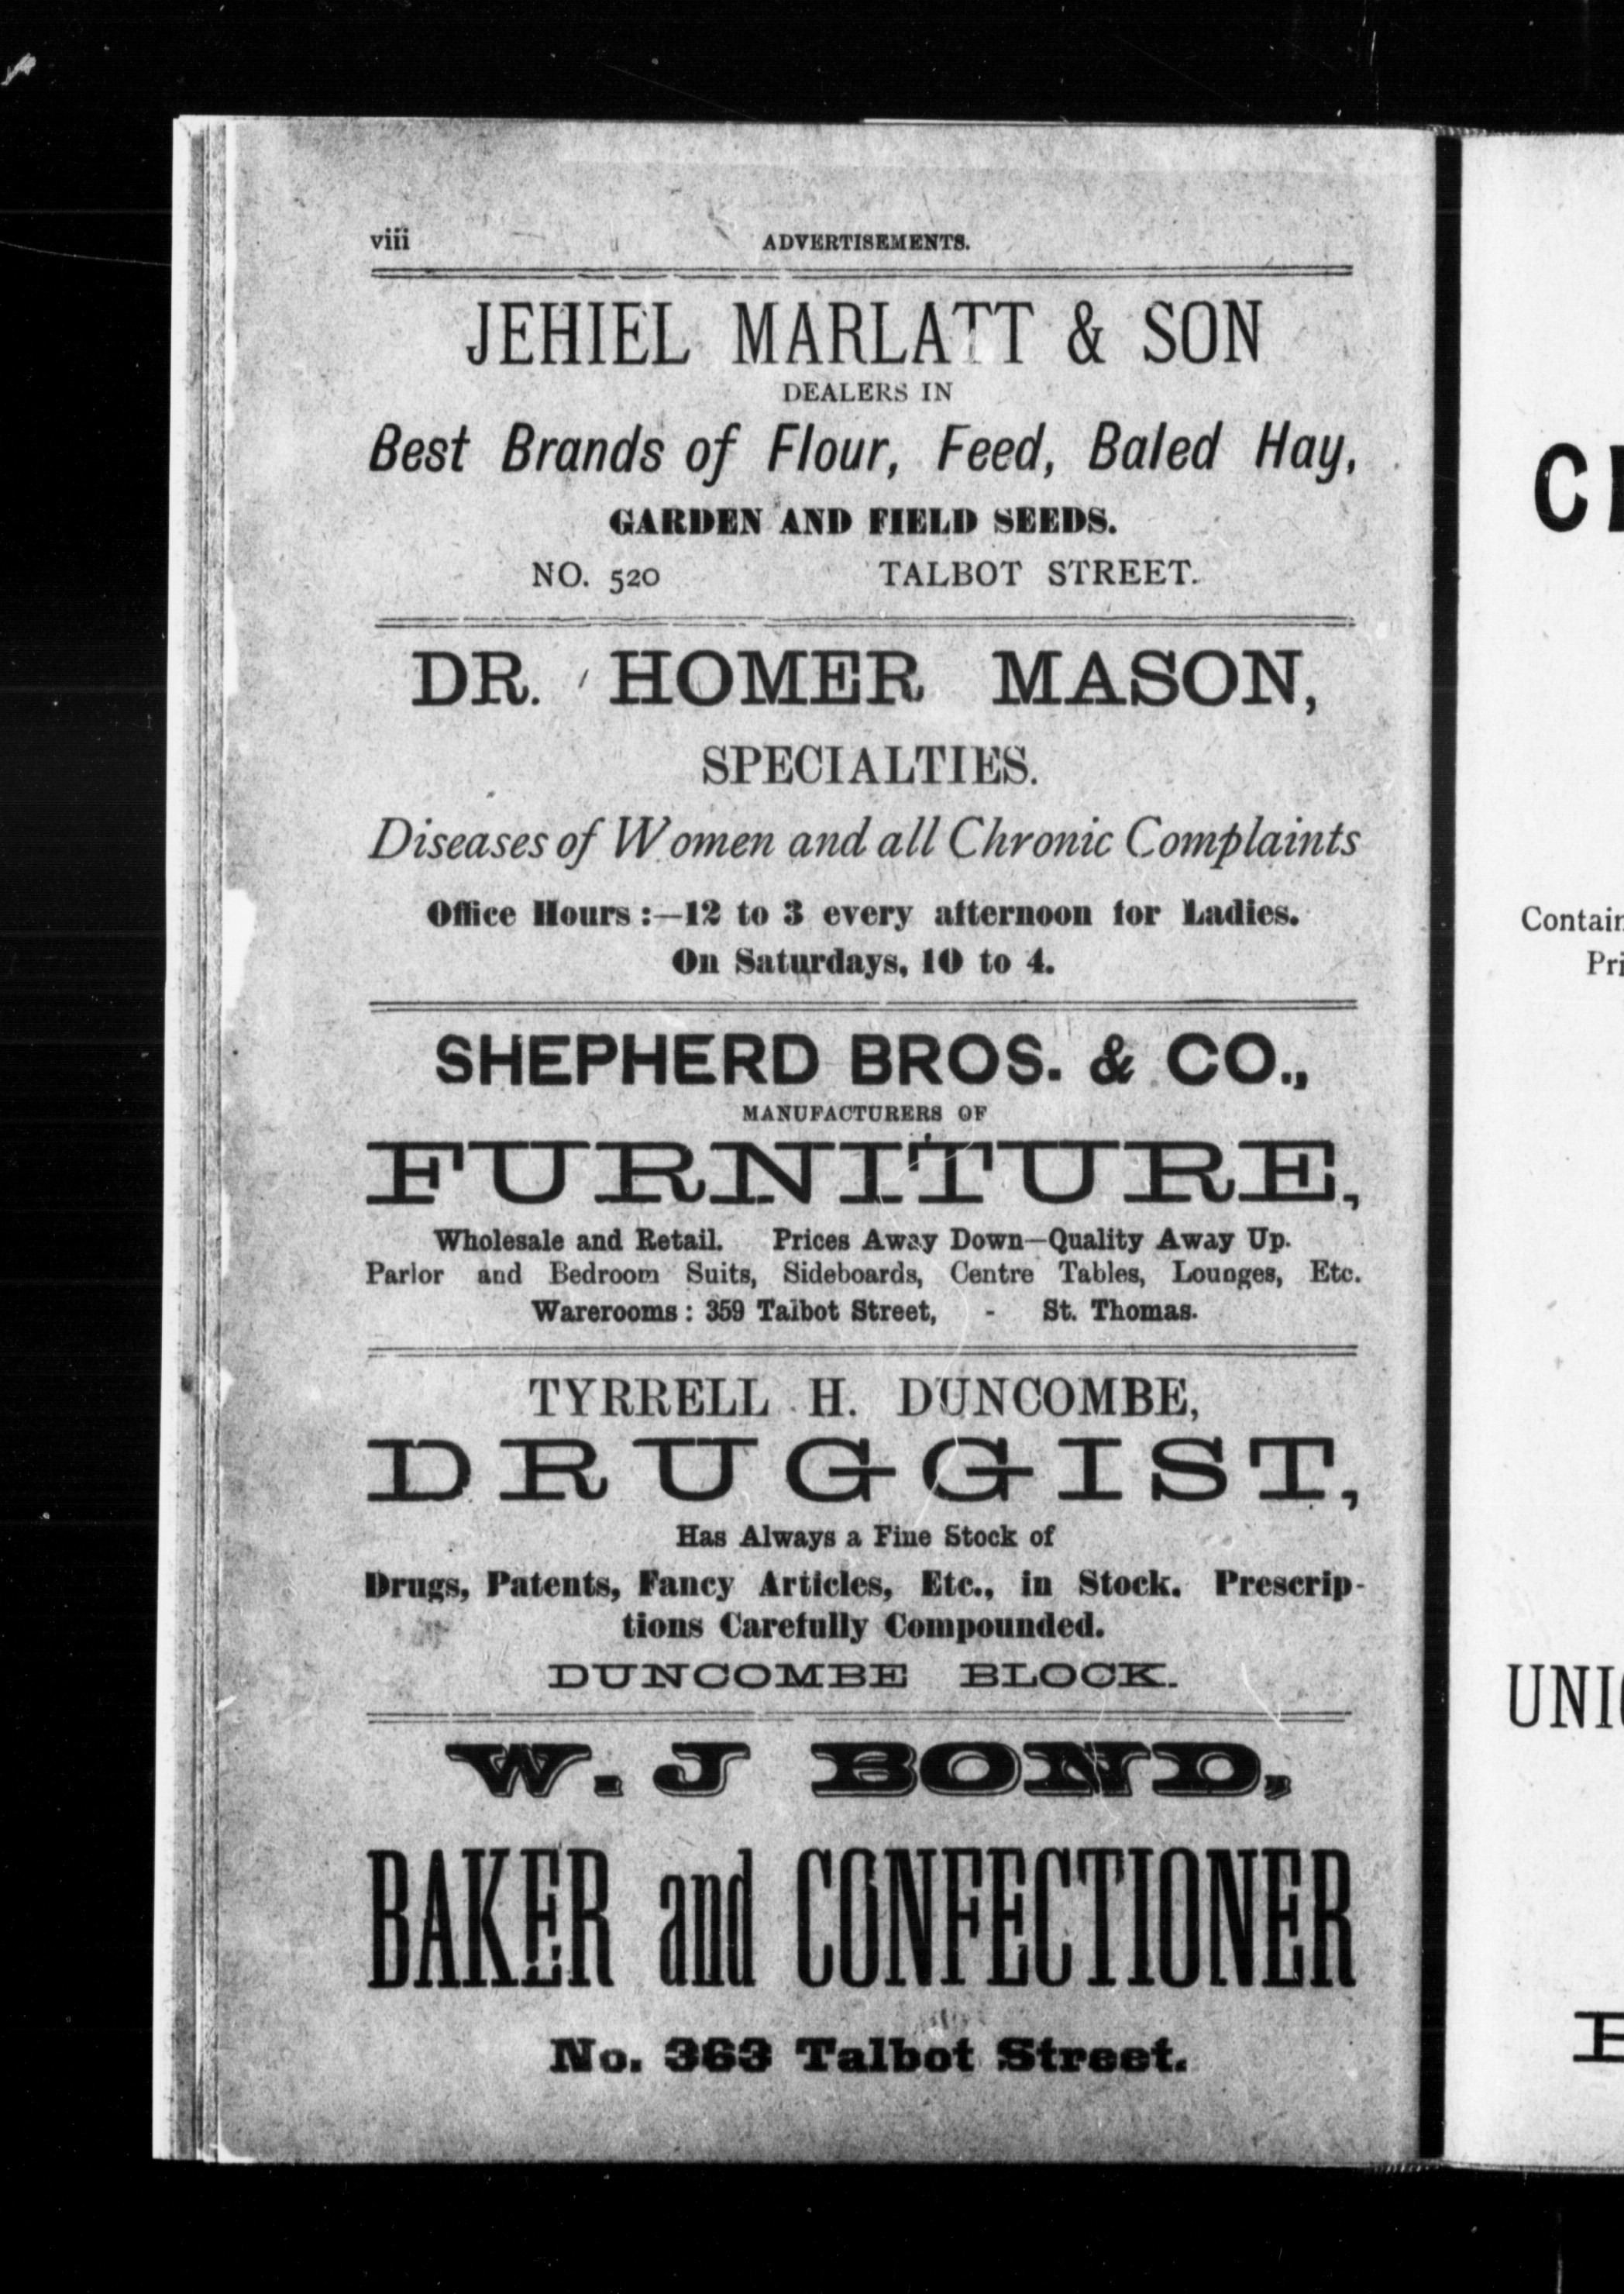 viii ADVERTISEMENTS.
JEHIEL MARLATT & SON
DEALERS IN
Best Brands of Flour, Feed, Baled Hay,
GARDEN AND FIELD SEEDS.
NO. 520 TALBOT STREET.
DR. HOMER MASON,
SPECIALTIES.
Diseases of Women and all Chronic Complaints
Office Hours:—12 to 3 every afternoon for Ladies.
On Saturdays, 10 to 4.
SHEPHERD BROS. & CO.,
MANUFACTURERS OF
FURNITURE,
Wholesale and Retail. Prices Away Down—Quality Away Up.
Parlor and Bedroom Suits, Sideboards, Centre Tables, Lounges, Etc.
Warerooms: 359 Talbot Street, - St. Thomas.
TYRRELL H. DUNCOMBE,
DRUGGIST,
Has Always a Fine Stock of
Drugs, Patents, Fancy Articles, Etc., in Stock. Prescrip-
tions Carefully Compounded.
DUNCOMBE BLOCK.
W. J BOND,
BAKER and CONFECTIONER
No. 363 Talbot Street.
Contain
Pri